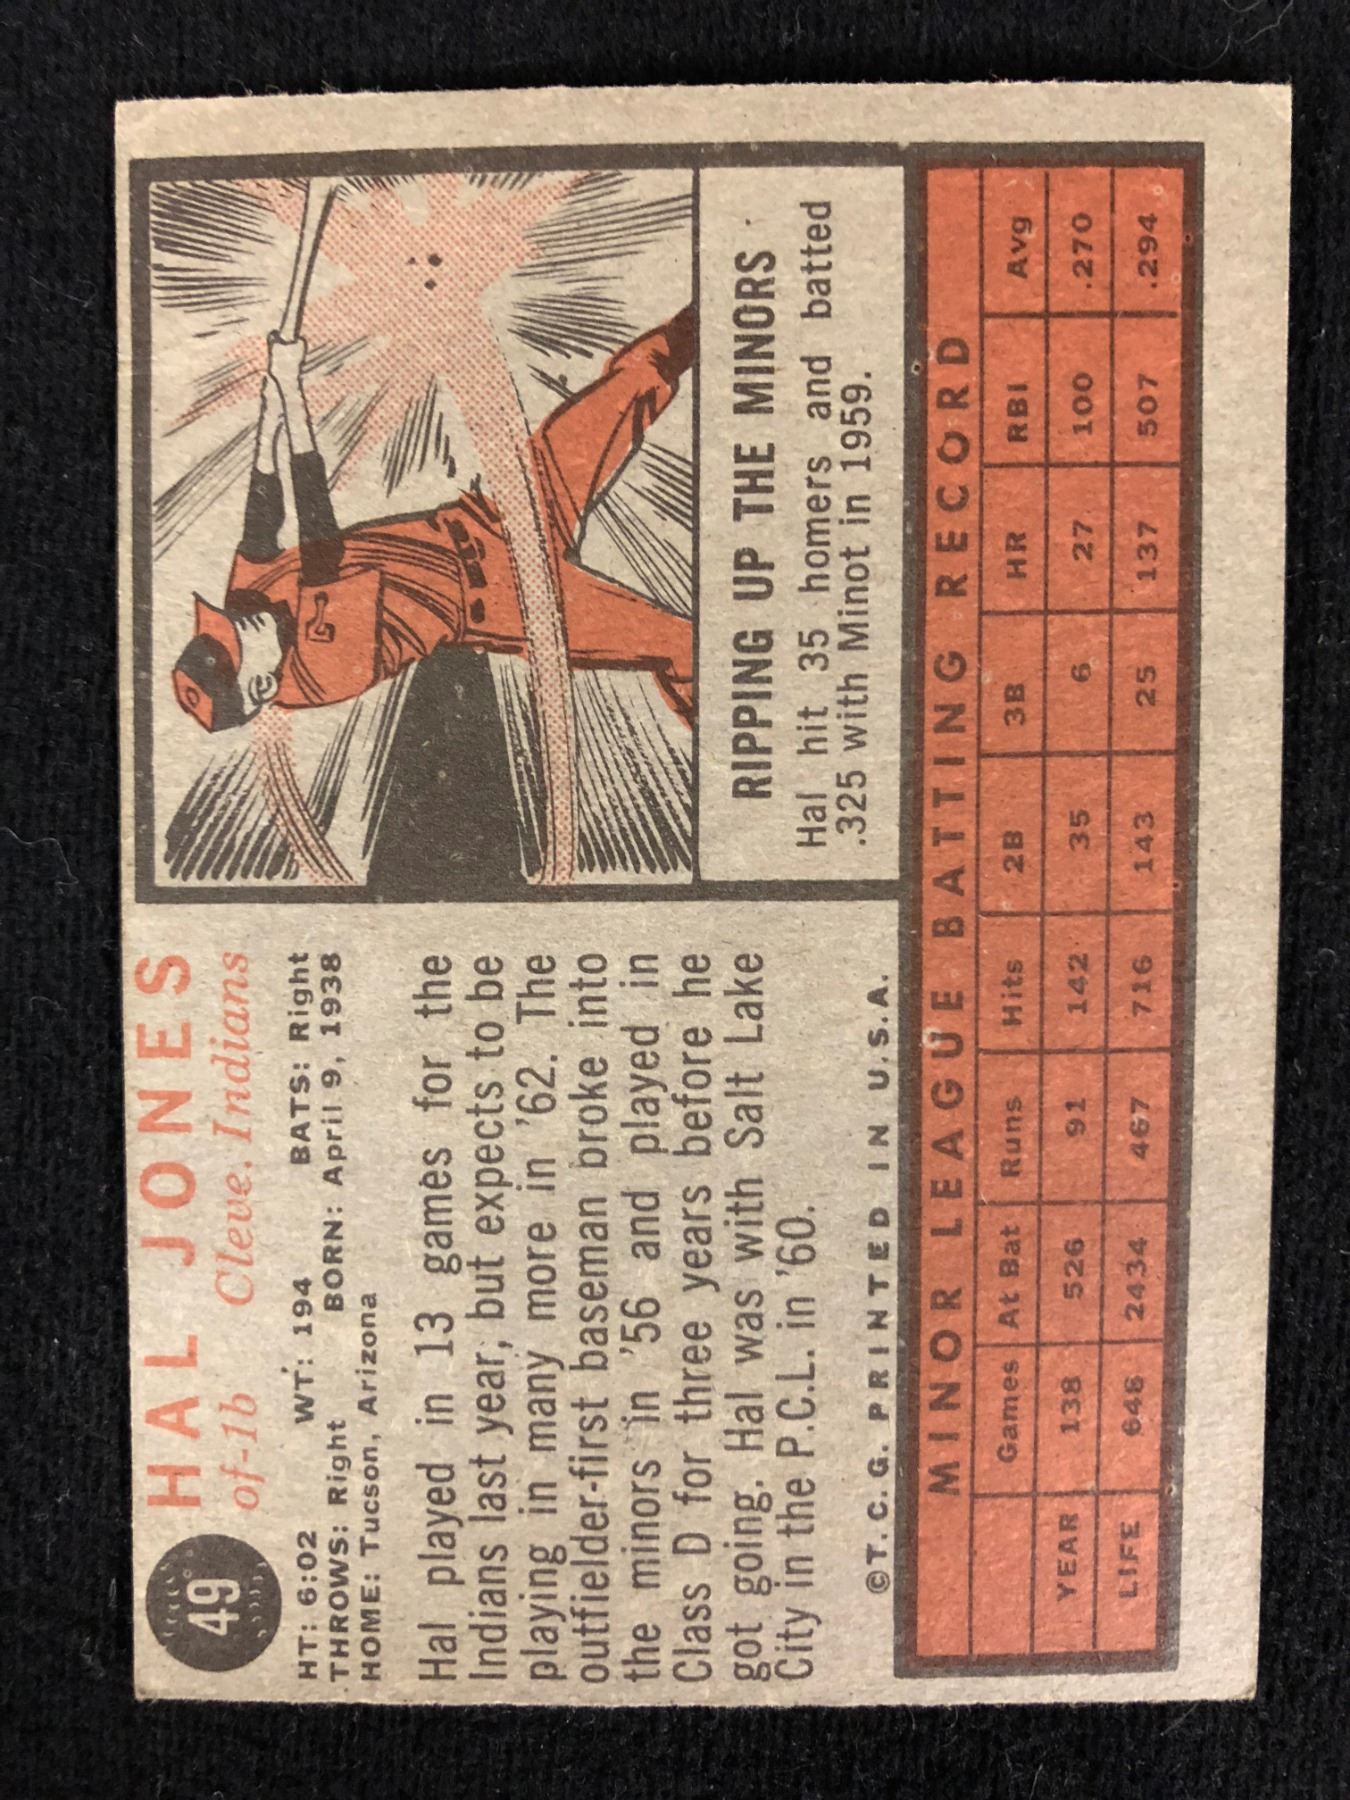 49
HAL JONES
of-1b Cleve. Indians
HT: 6:02 WT: 194 BATS: Right
THROWS: Right BORN: April 9, 1938
HOME: Tucson, Arizona
Hal played in 13 games for the
Indians last year, but expects to be
playing in many more in '62. The
outfielder-first baseman broke into
the minors in '56 and played in
Class D for three years before he
got going. Hal was with Salt Lake
City in the P.C.L. in '60.
©T.C.G. PRINTED IN U.S.A.
RIPPING UP THE MINORS
Hal hit 35 homers and batted
.325 with Minot in 1959.
MINOR LEAGUE BATTING RECORD
Games At Bat Runs Hits 2B 3B HR RBI Avg
YEAR 138 526 91 142 35 6 27 100 .270
LIFE 646 2434 467 716 143 25 137 507 .294